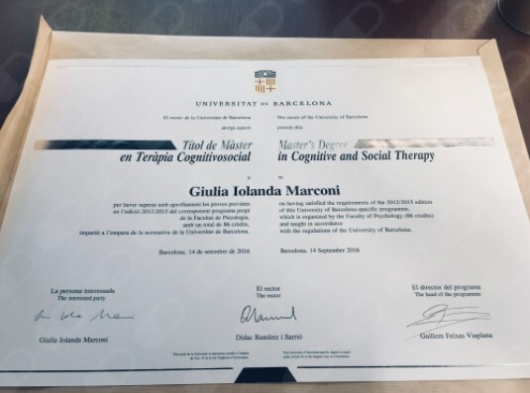 UNIVERSITAT DE BARCELONA
El rector de la Universitat de Barcelona
atorga aquest
Títol de Màster
en Teràpia Cognitivosocial
a
The rector of the University of Barcelona
awards this
Master's Degree
in Cognitive and Social Therapy
to
Giulia Iolanda Marconi
per haver superat amb aprofitament les proves previstes
en l'edició 2012-2015 del corresponent programa propi
de la Facultat de Psicologia,
amb un total de 86 crèdits,
impartit a l'empara de la normativa de la Universitat de Barcelona.
on having satisfied the requirements of the 2012/2015 edition
of this University of Barcelona-specific programme,
which is organized by the Faculty of Psychology (86 credits)
and taught in accordance
with the regulations of the University of Barcelona.
Barcelona, 14 de setembre de 2016
Barcelona, 14 September 2016
La persona interessada
The interested party
Giulia Iolanda Marconi
El rector
The rector
Dídac Ramírez i Sarrió
El director del programa
The head of the programme
Guillem Feixas Viaplana